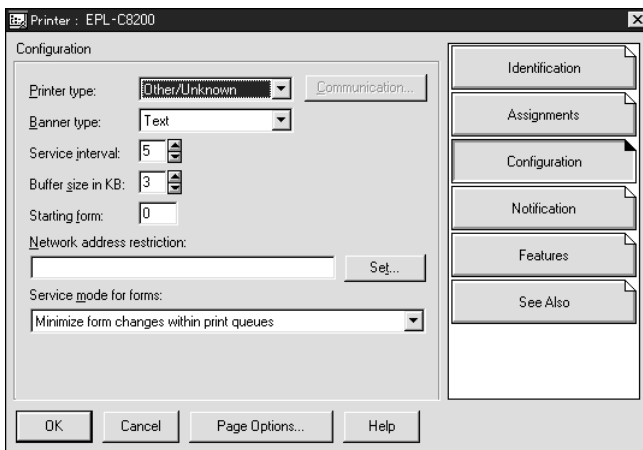 Printer : EPL-C8200
Configuration
Printer type: Other/Unknown Communication...
Banner type: Text
Service interval: 5
Buffer size in KB: 3
Starting form: 0
Network address restriction:
Set...
Service mode for forms:
Minimize form changes within print queues
OK Cancel Page Options... Help
Identification
Assignments
Configuration
Notification
Features
See Also